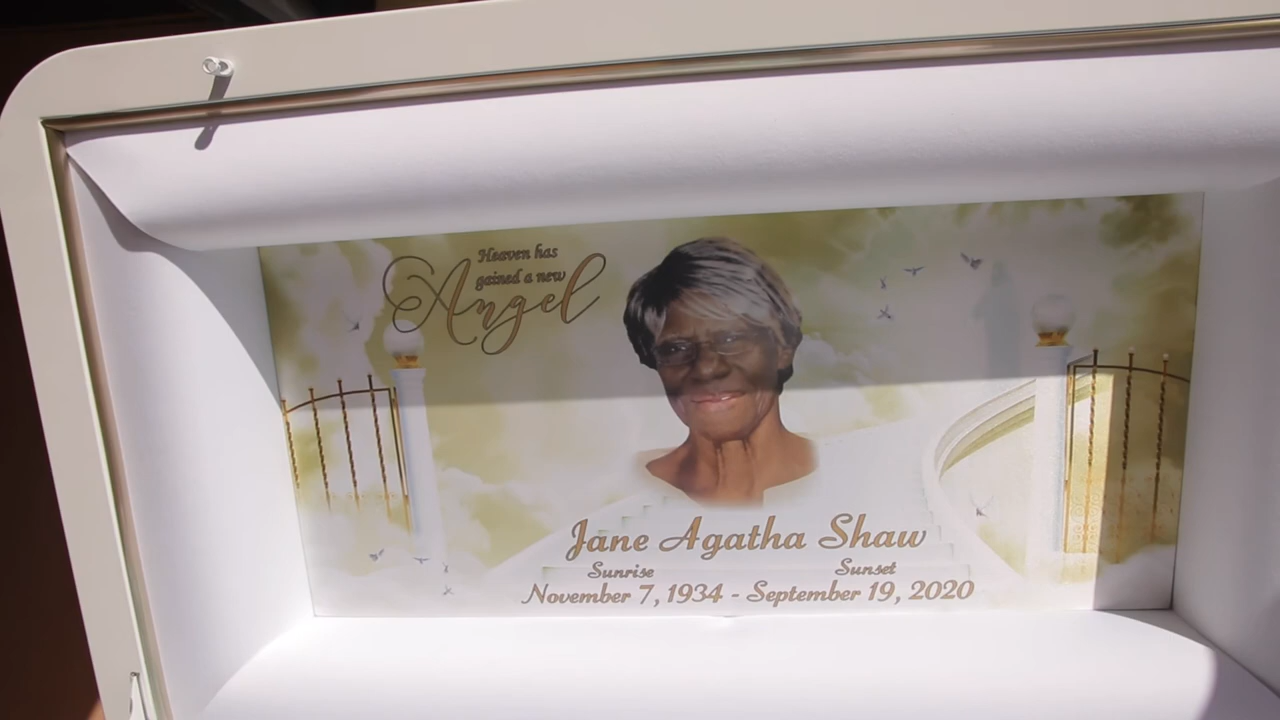 Heaven has
gained a new
Angel
Jane Agatha Shaw
Sunrise Sunset
November 7, 1934 - September 19, 2020